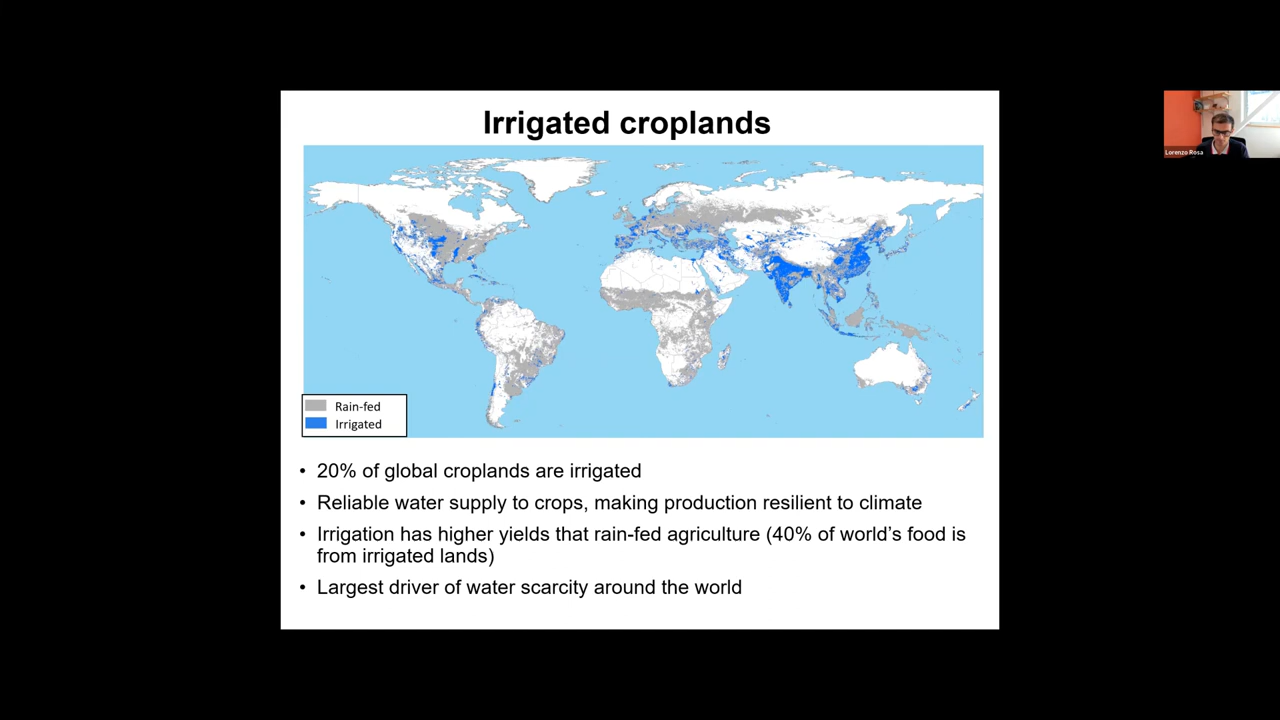 Irrigated croplands
Lorenzo Rosa
Rain-fed
Irrigated
• 20% of global croplands are irrigated
• Reliable water supply to crops, making production resilient to climate
• Irrigation has higher yields that rain-fed agriculture (40% of world’s food is
from irrigated lands)
• Largest driver of water scarcity around the world